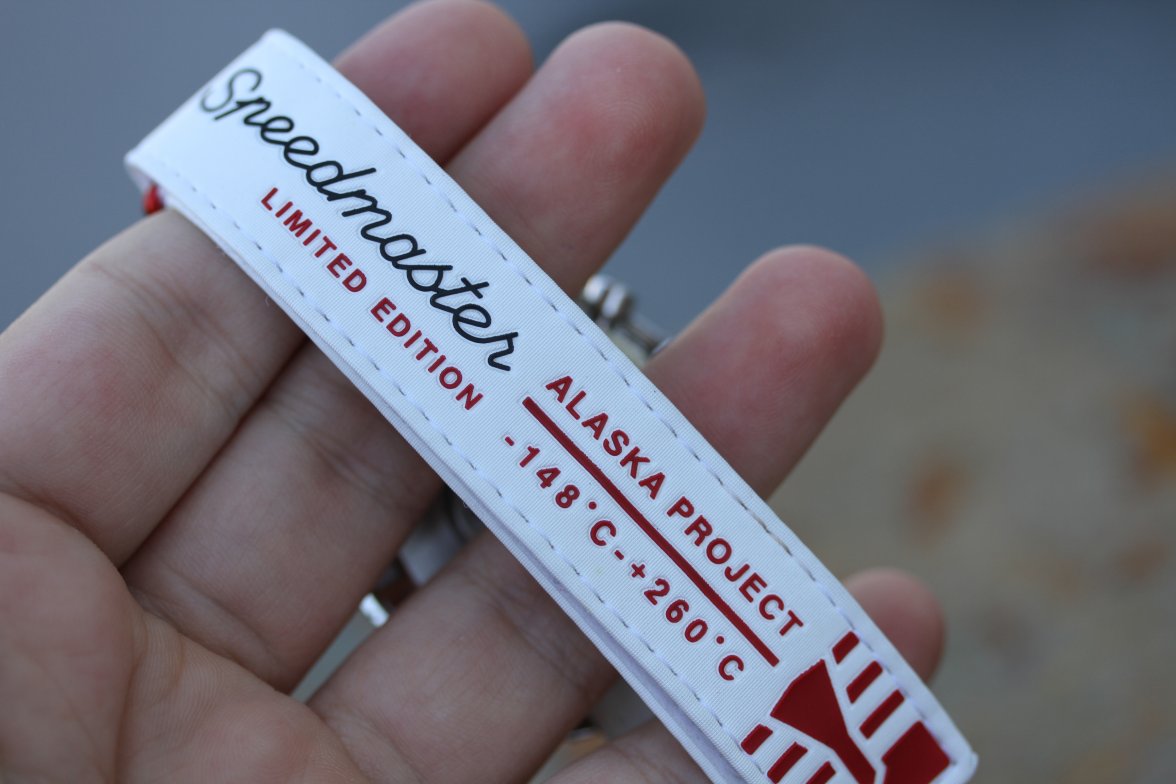 Speedmaster
LIMITED EDITION
ALASKA PROJECT
-148°C-+260°C